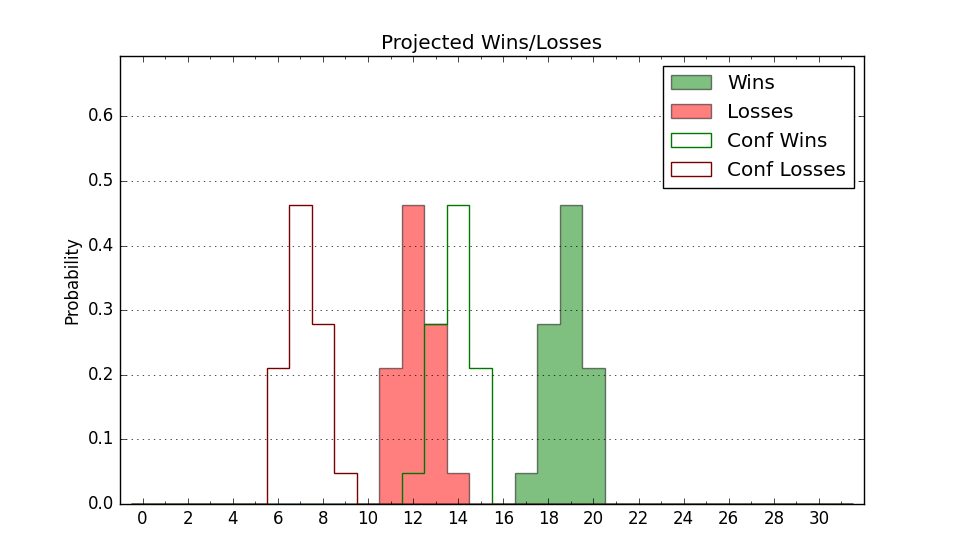 Projected Wins/Losses
Wins
Losses
Conf Wins
Conf Losses
Probability
0.6
0.5
0.4
0.3
0.2
0.1
0.0
0 2 4 6 8 10 12 14 16 18 20 22 24 26 28 30